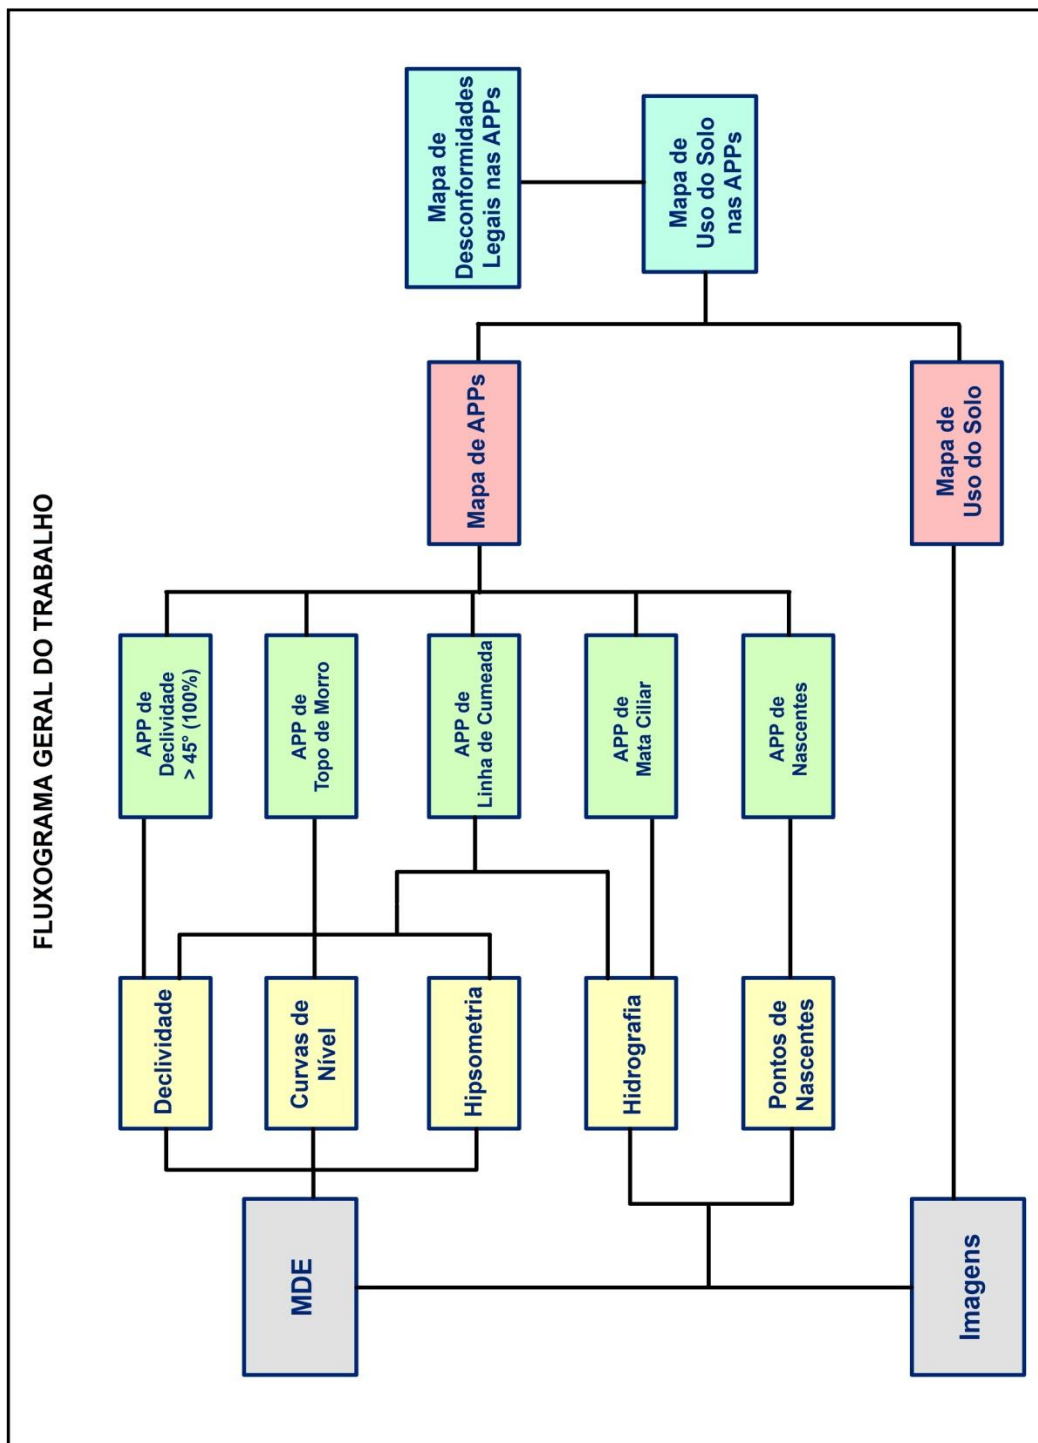 FLUXOGRAMA GERAL DO TRABALHO
MDE
Imagens
Declividade
Curvas de
Nível
Hipsometria
Hidrografia
Pontos de
Nascentes
APP de
Declividade
> 45° (100%)
APP de
Topo de Morro
APP de
Linha de Cumeada
APP de
Mata Ciliar
APP de
Nascentes
Mapa de APPs
Mapa de
Uso do Solo
Mapa de
Desconformidades
Legais nas APPs
Mapa de
Uso do Solo
nas APPs